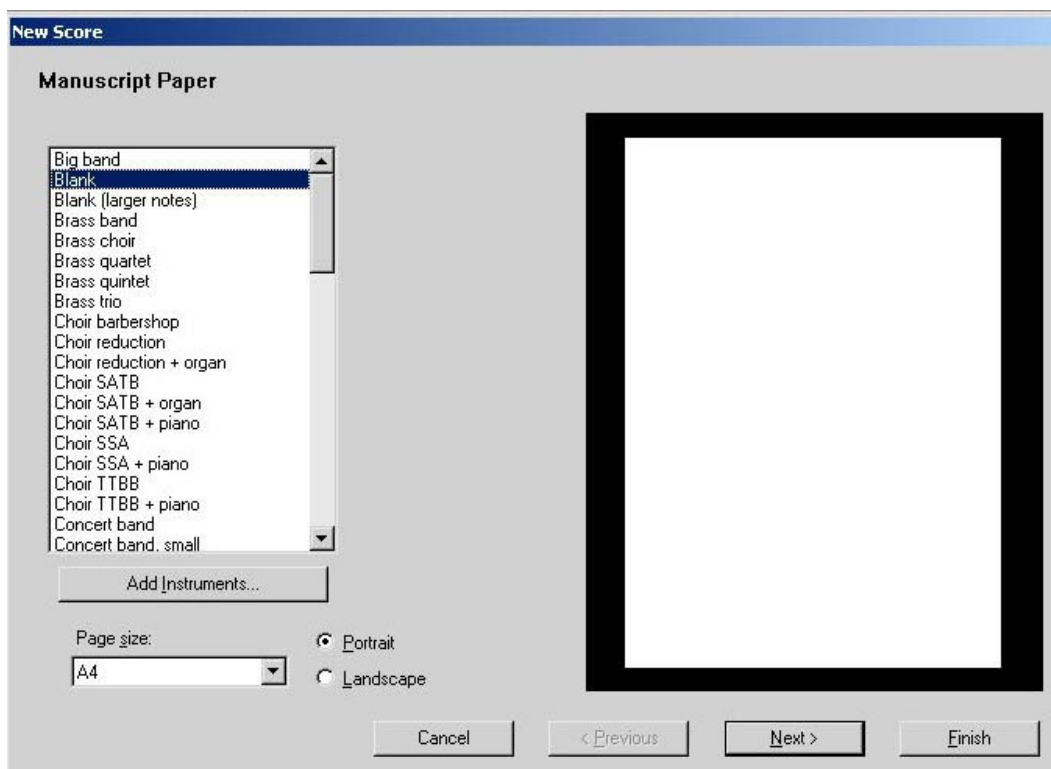 New Score
Manuscript Paper
Big band
Blank
Blank (larger notes)
Brass band
Brass choir
Brass quartet
Brass quintet
Brass trio
Choir barbershop
Choir reduction
Choir reduction + organ
Choir SATB
Choir SATB + organ
Choir SATB + piano
Choir SSA
Choir SSA + piano
Choir TTBB
Choir TTBB + piano
Concert band
Concert band, small
Add Instruments...
Page size:
A4
Portrait
Landscape
Cancel
< Previous
Next >
Finish